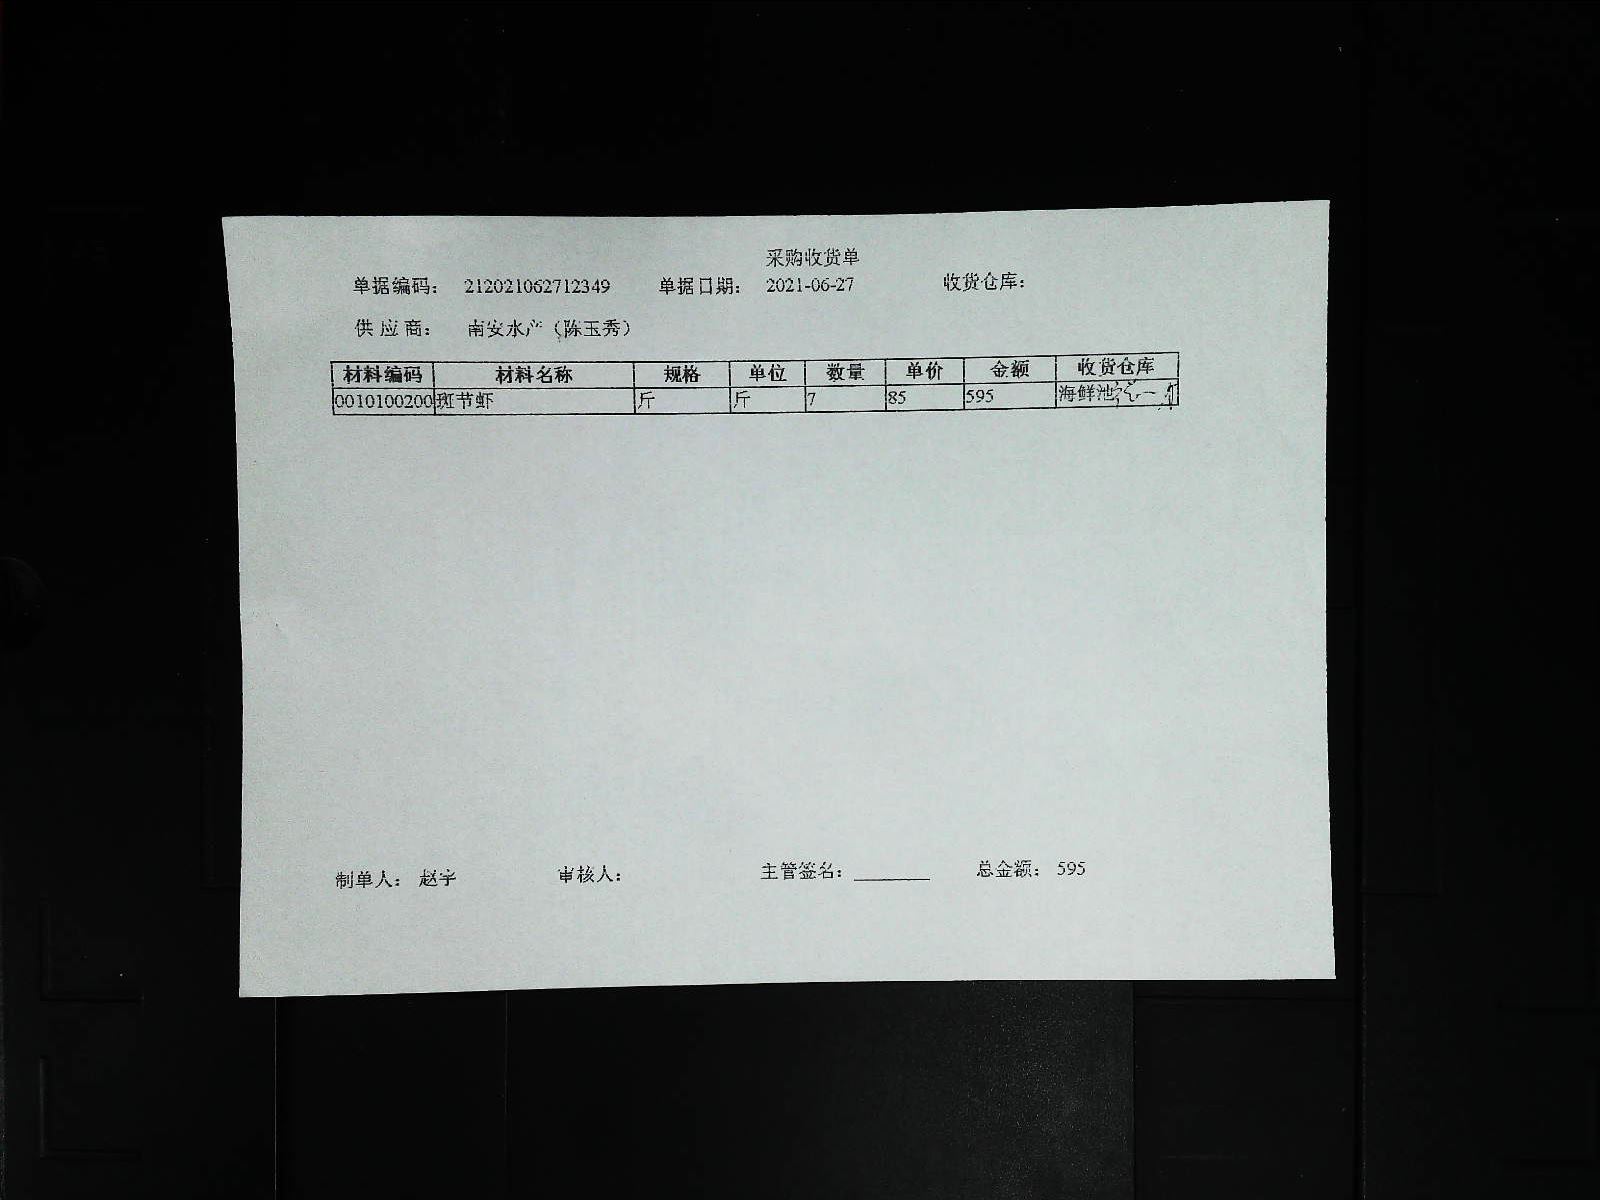 采购收货单
单据编码： 212021062712349 单据日期： 2021-06-27 收货仓库：
供 应 商： 南安水产（陈玉秀）
材料编码 材料名称 规格 单位 数量 单价 金额 收货仓库
0010100200 斑节虾 斤 斤 7 85 595 海鲜池
制单人： 赵宇 审核人： 主管签名： ________ 总金额： 595